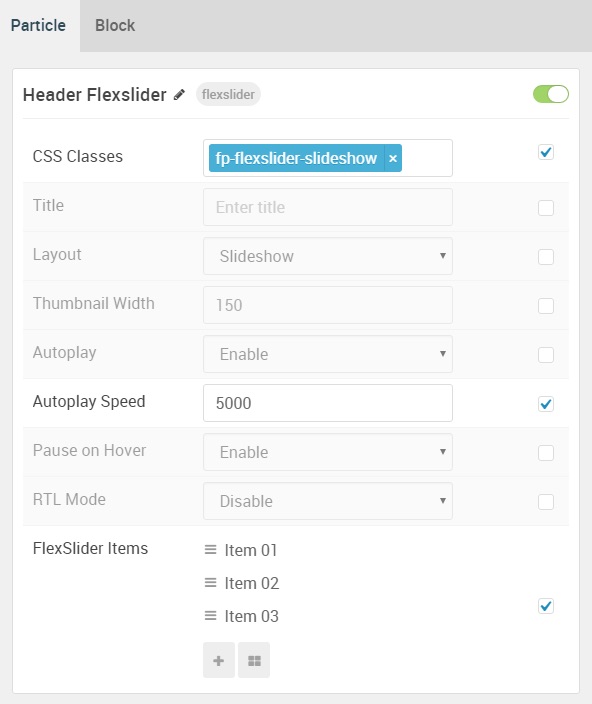 Particle Block
Header Flexslider flexslider
CSS Classes fp-flexslider-slideshow ×
Title Enter title
Layout Slideshow
Thumbnail Width 150
Autoplay Enable
Autoplay Speed 5000
Pause on Hover Enable
RTL Mode Disable
FlexSlider Items Item 01
Item 02
Item 03